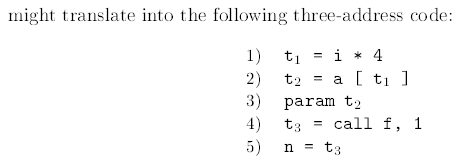 might translate into the following three-address code:
1) t₁ = i * 4
2) t₂ = a [ t₁ ]
3) param t₂
4) t₃ = call f, 1
5) n = t₃